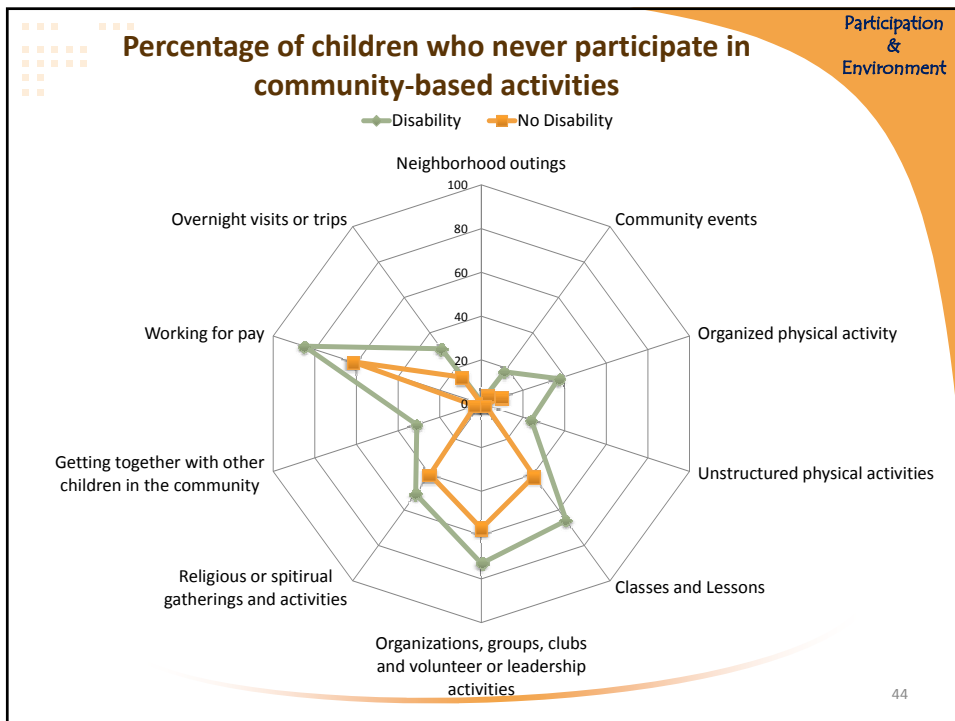 Participation
&
Environment
Percentage of children who never participate in
community-based activities
Disability
No Disability
Neighborhood outings
100
80
60
40
20
0
Community events
Organized physical activity
Unstructured physical activities
Classes and Lessons
Organizations, groups, clubs
and volunteer or leadership
activities
Religious or spitirual
gatherings and activities
Getting together with other
children in the community
Working for pay
Overnight visits or trips
44